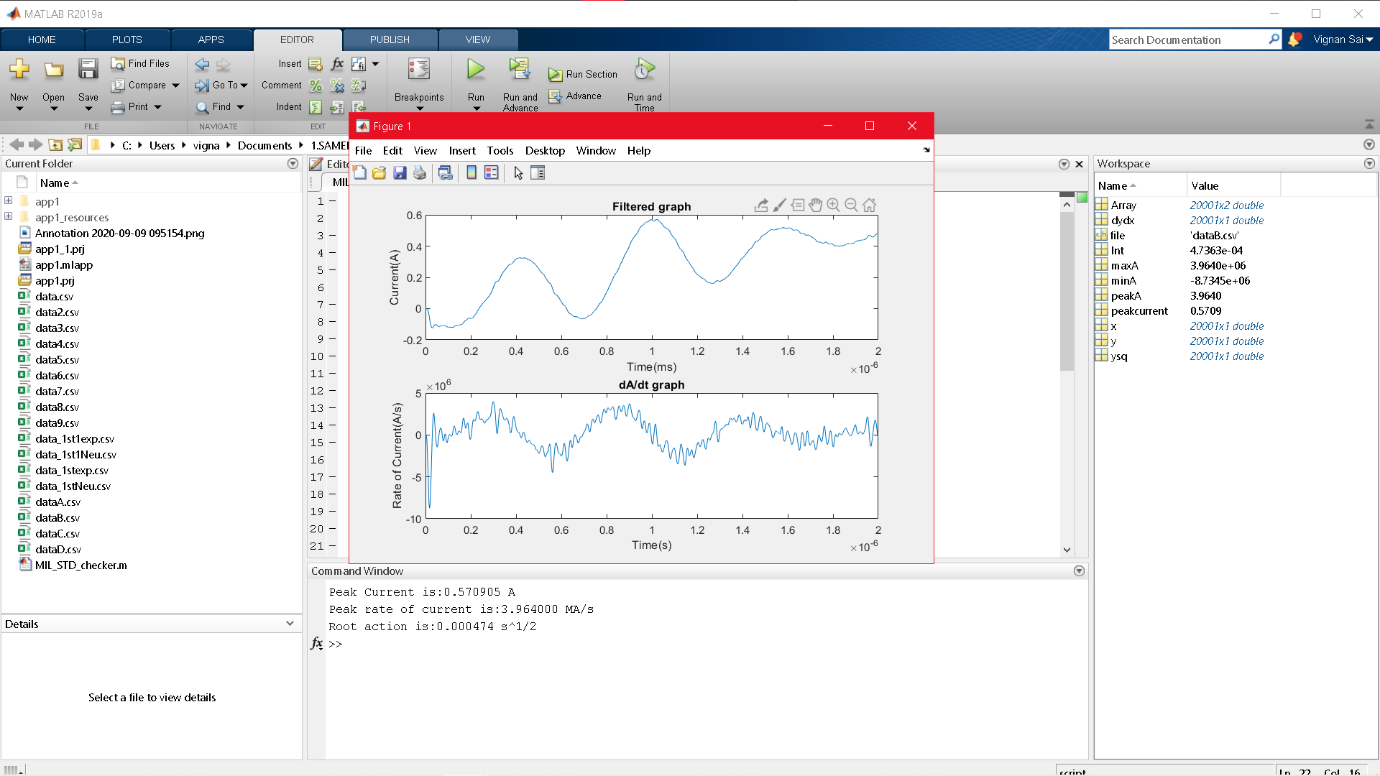 MATLAB R2019a
HOME PLOTS APPS EDITOR PUBLISH VIEW
Search Documentation
Vignan Sai
New Open Save Find Files Compare Print
FILE
Go To Find
NAVIGATE
Insert fx
Comment
Indent
EDIT
Breakpoints
Run
Run and Advance
Run Section
Advance
Run and Time
C: Users vigna Documents
Current Folder
Name
app1
app1_resources
Annotation 2020-09-09 095154.png
app1_1.prj
app1.mlapp
app1.prj
data.csv
data2.csv
data3.csv
data4.csv
data5.csv
data6.csv
data7.csv
data8.csv
data9.csv
data_1st1exp.csv
data_1st1Neu.csv
data_1stexp.csv
data_1stNeu.csv
dataA.csv
dataB.csv
dataC.csv
dataD.csv
MIL_STD_checker.m
Details
Select a file to view details
1 –
2 –
3 –
4 –
5 –
6 –
7 –
8 –
9 –
10 –
11 –
12 –
13 –
14 –
15 –
16 –
17 –
18 –
19 –
20 –
21 –
Figure 1
File Edit View Insert Tools Desktop Window Help
Filtered graph
Current(A)
0.6
0.4
0.2
0
-0.2
0 0.2 0.4 0.6 0.8 1 1.2 1.4 1.6 1.8 2
Time(ms)
×10-6
×10 6
dA/dt graph
Rate of Current(A/s)
5
0
-5
-10
0 0.2 0.4 0.6 0.8 1 1.2 1.4 1.6 1.8 2
Time(s)
×10-6
Command Window
Peak Current is:0.570905 A
Peak rate of current is:3.964000 MA/s
Root action is:0.000474 s^1/2
fx >>
Workspace
Name Value
Array 20001x2 double
dydx 20001x1 double
file 'dataB.csv'
Int 4.7363e-04
maxA 3.9640e+06
minA -8.7345e+06
peakA 3.9640
peakcurrent 0.5709
x 20001x1 double
y 20001x1 double
ysq 20001x1 double
script
Ln 22 Col 16